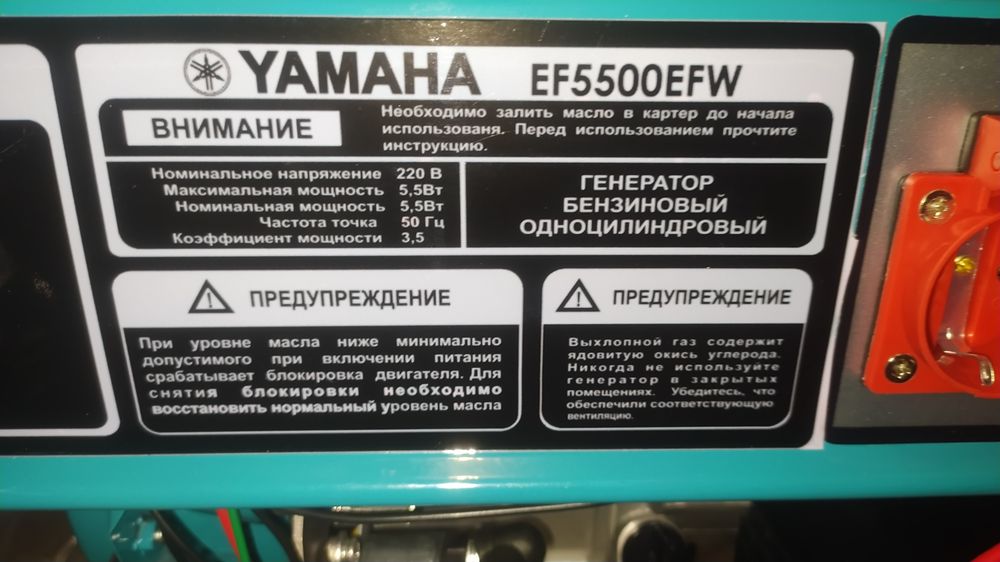 YAMAHA EF5500EFW
ВНИМАНИЕ
Необходимо залить масло в картер до начала
использованя. Перед использованием прочтите
инструкцию.
Номинальное напряжение 220 В
Максимальная мощность 5,5Вт
Номинальная мощность 5,5Вт
Частота точка 50 Гц
Коэффициент мощности 3,5
ГЕНЕРАТОР
БЕНЗИНОВЫЙ
ОДНОЦИЛИНДРОВЫЙ
ПРЕДУПРЕЖДЕНИЕ
При уровне масла ниже минимально
допустимого при включении питания
срабатывает блокировка двигателя. Для
снятия блокировки необходимо
восстановить нормальный уровень масла
ПРЕДУПРЕЖДЕНИЕ
Выхлопной газ содержит
ядовитую окись углерода.
Никогда не используйте
генератор в закрытых
помещениях. Убедитесь, что
обеспечили соответствующую
вентиляцию.